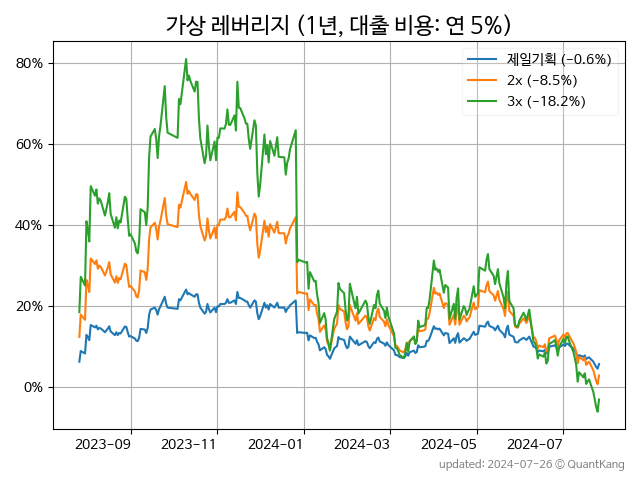 가상 레버리지 (1년, 대출 비용: 연 5%)
제일기획 (−0.6%)
2x (−8.5%)
3x (−18.2%)
80%
60%
40%
20%
0%
2023-09 2023-11 2024-01 2024-03 2024-05 2024-07
updated: 2024-07-26 © QuantKang